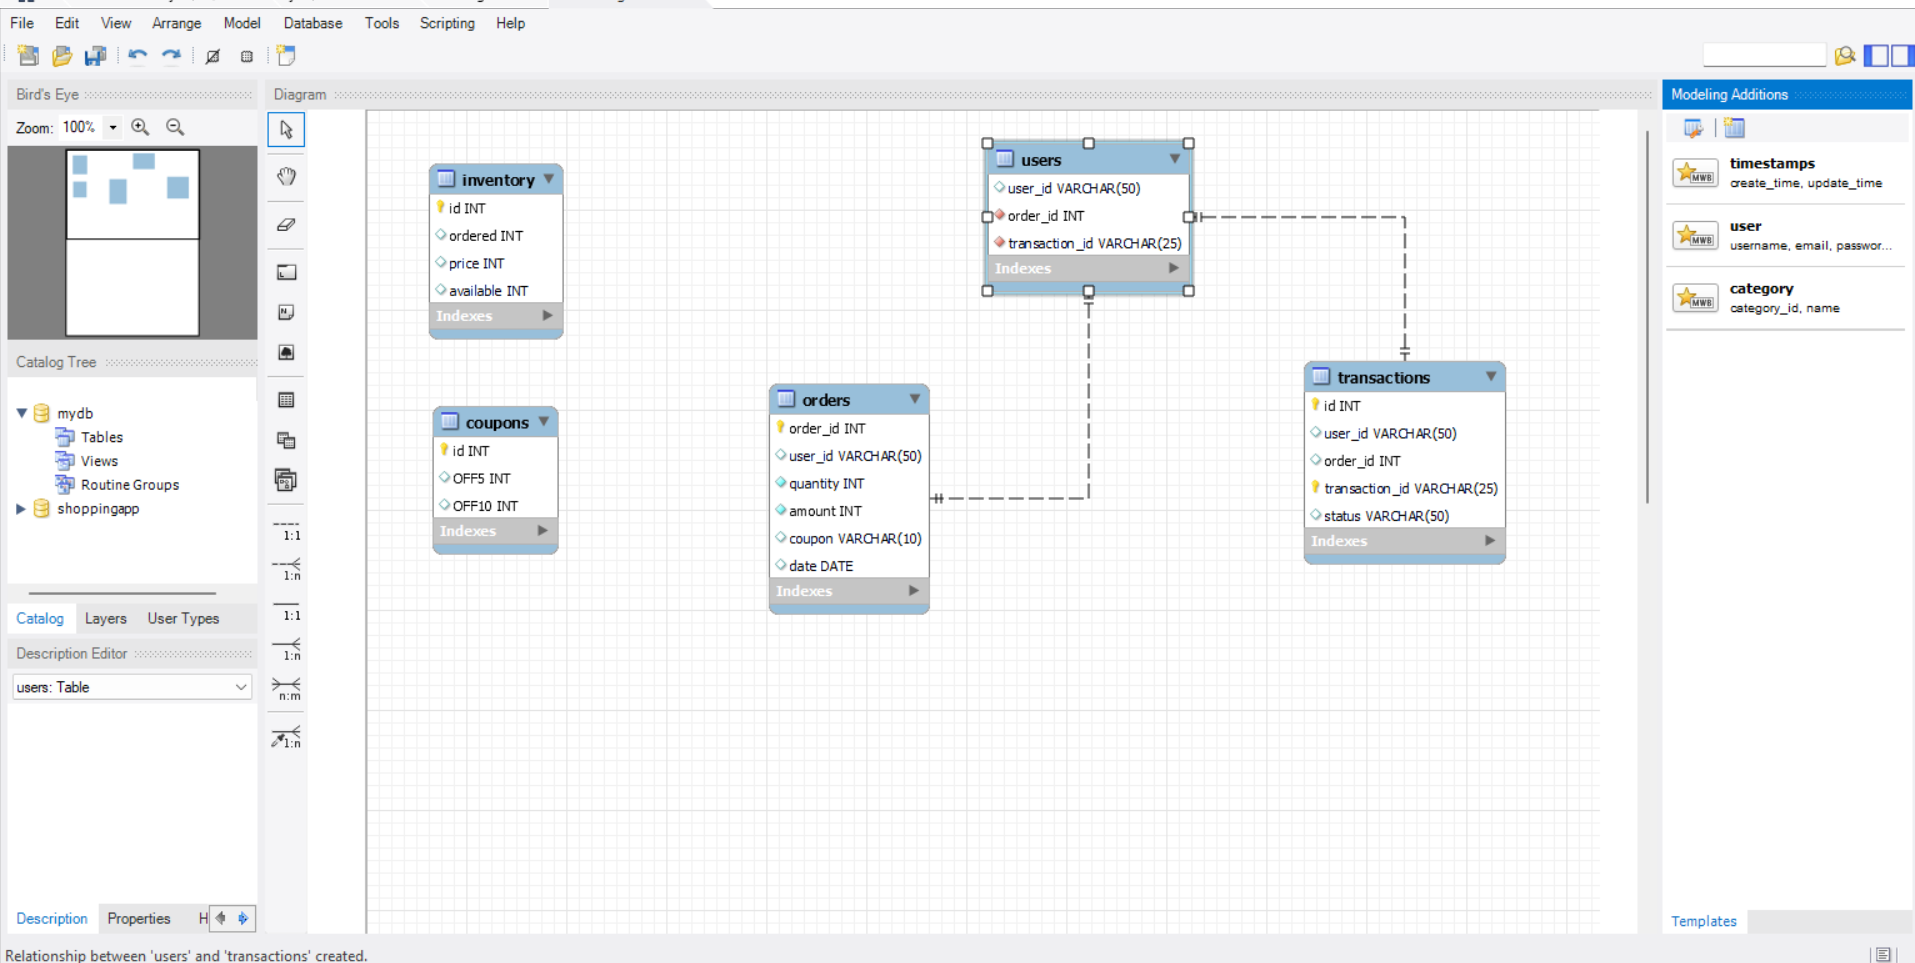 File Edit View Arrange Model Database Tools Scripting Help
Bird's Eye
Zoom: 100%
Catalog Tree
mydb
Tables
Views
Routine Groups
shoppingapp
Catalog Layers User Types
Description Editor
users: Table
Description Properties H
Diagram
1:1
1:n
1:1
1:n
n:m
1:n
inventory
id INT
ordered INT
price INT
available INT
Indexes
coupons
id INT
OFF5 INT
OFF10 INT
Indexes
users
user_id VARCHAR(50)
order_id INT
transaction_id VARCHAR(25)
Indexes
orders
order_id INT
user_id VARCHAR(50)
quantity INT
amount INT
coupon VARCHAR(10)
date DATE
Indexes
transactions
id INT
user_id VARCHAR(50)
order_id INT
transaction_id VARCHAR(25)
status VARCHAR(50)
Indexes
Modeling Additions
MWB
timestamps
create_time, update_time
MWB
user
username, email, passwor...
MWB
category
category_id, name
Templates
Relationship between 'users' and 'transactions' created.